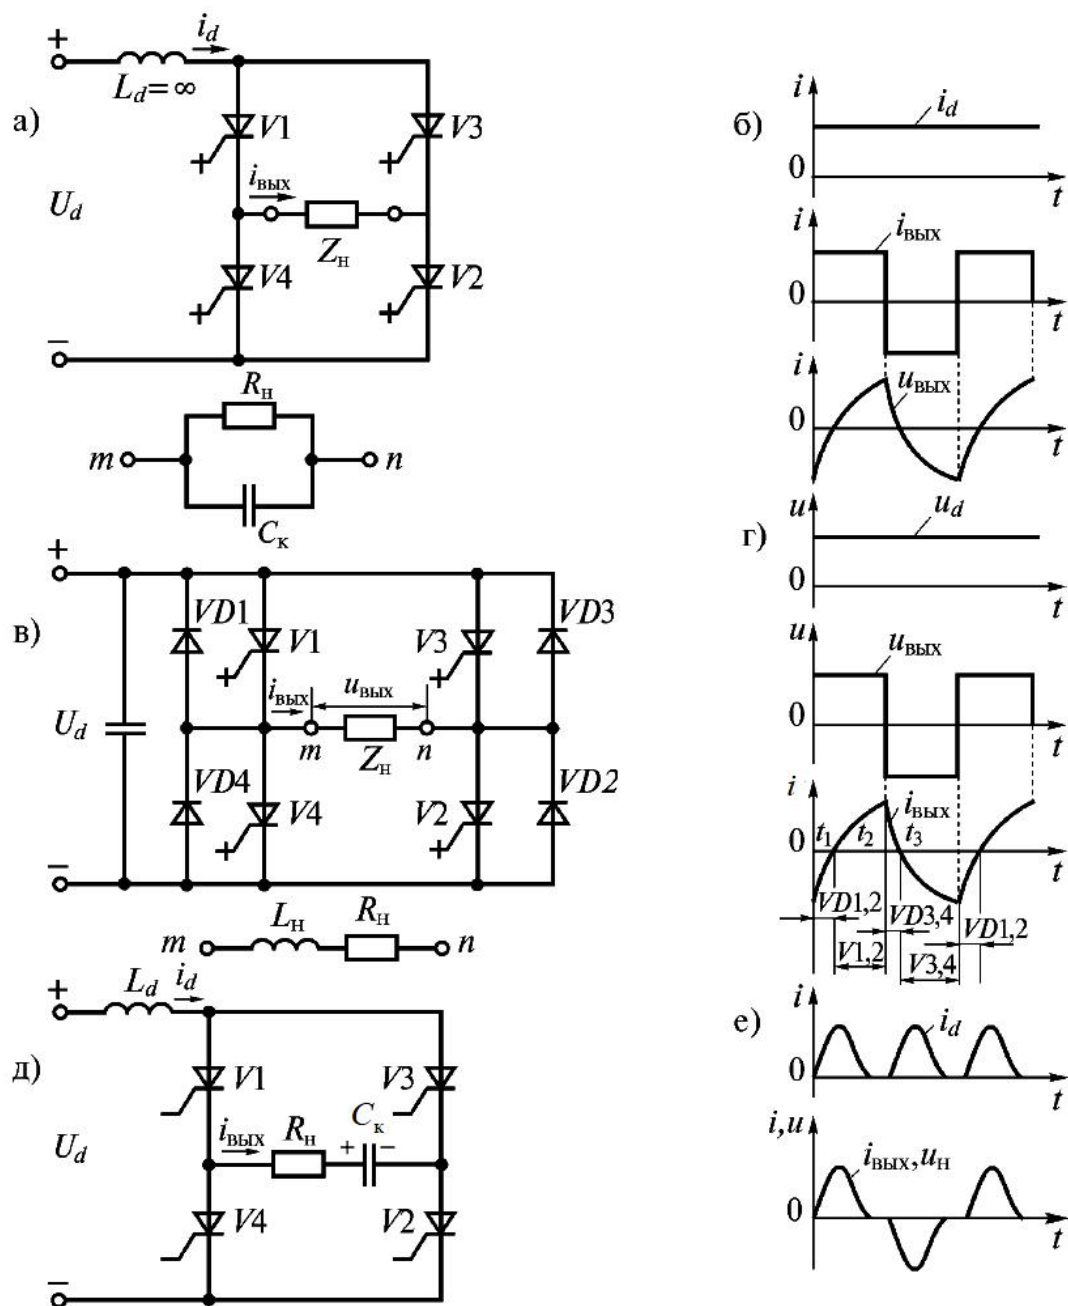 а)
+
i_d
L_d=∞
V1
V3
+
+
U_d
i_вых
Z_н
V4
V2
+
+
−
R_н
m
n
C_к
в)
+
VD1
V1
V3
VD3
+
+
U_d
i_вых
u_вых
m
Z_н
n
VD4
V4
V2
VD2
+
+
−
L_н
R_н
m
n
д)
+
L_d
i_d
V1
V3
U_d
i_вых
R_н
+
C_к
−
V4
V2
−
б)
i
i_d
0
t
i
i_вых
0
t
i
u_вых
0
t
г)
u
u_d
0
t
u
u_вых
0
t
i
i_вых
0
t_1
t_2
t_3
t
VD1,2
VD3,4
VD1,2
V1,2
V3,4
е)
i
i_d
0
t
i,u
i_вых,u_н
0
t